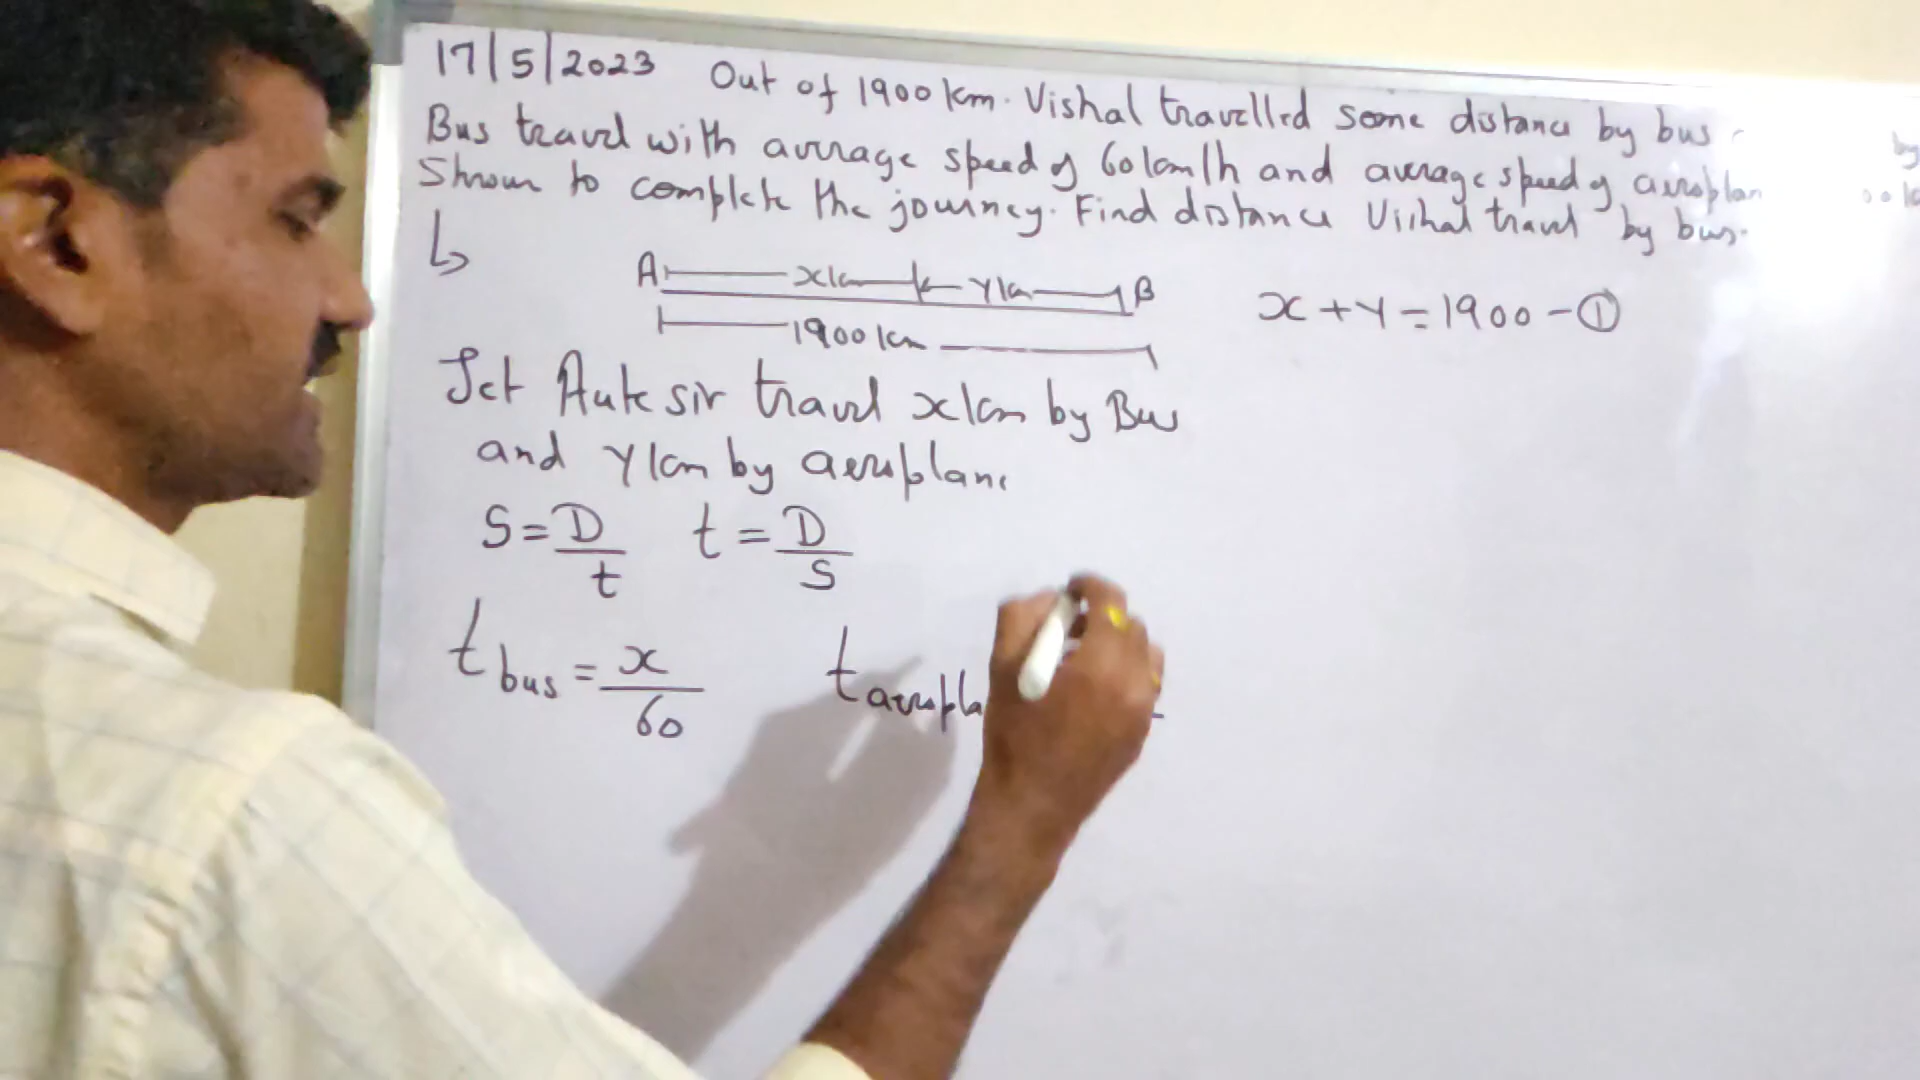 17/5/2023 Out of 1900 km. Vishal travelled some distance by bus by
Bus travel with average speed of 60 km/h and average speed of aeroplan
5hour to complete the journey. Find distance Vishal travel by bus.
A x km y km B
x + y = 1900 - ①
1900 km
Let sir travel x km by Bus
and y km by aeroplane
S = D/t t = D/S
t bus = x/60 t aeropla